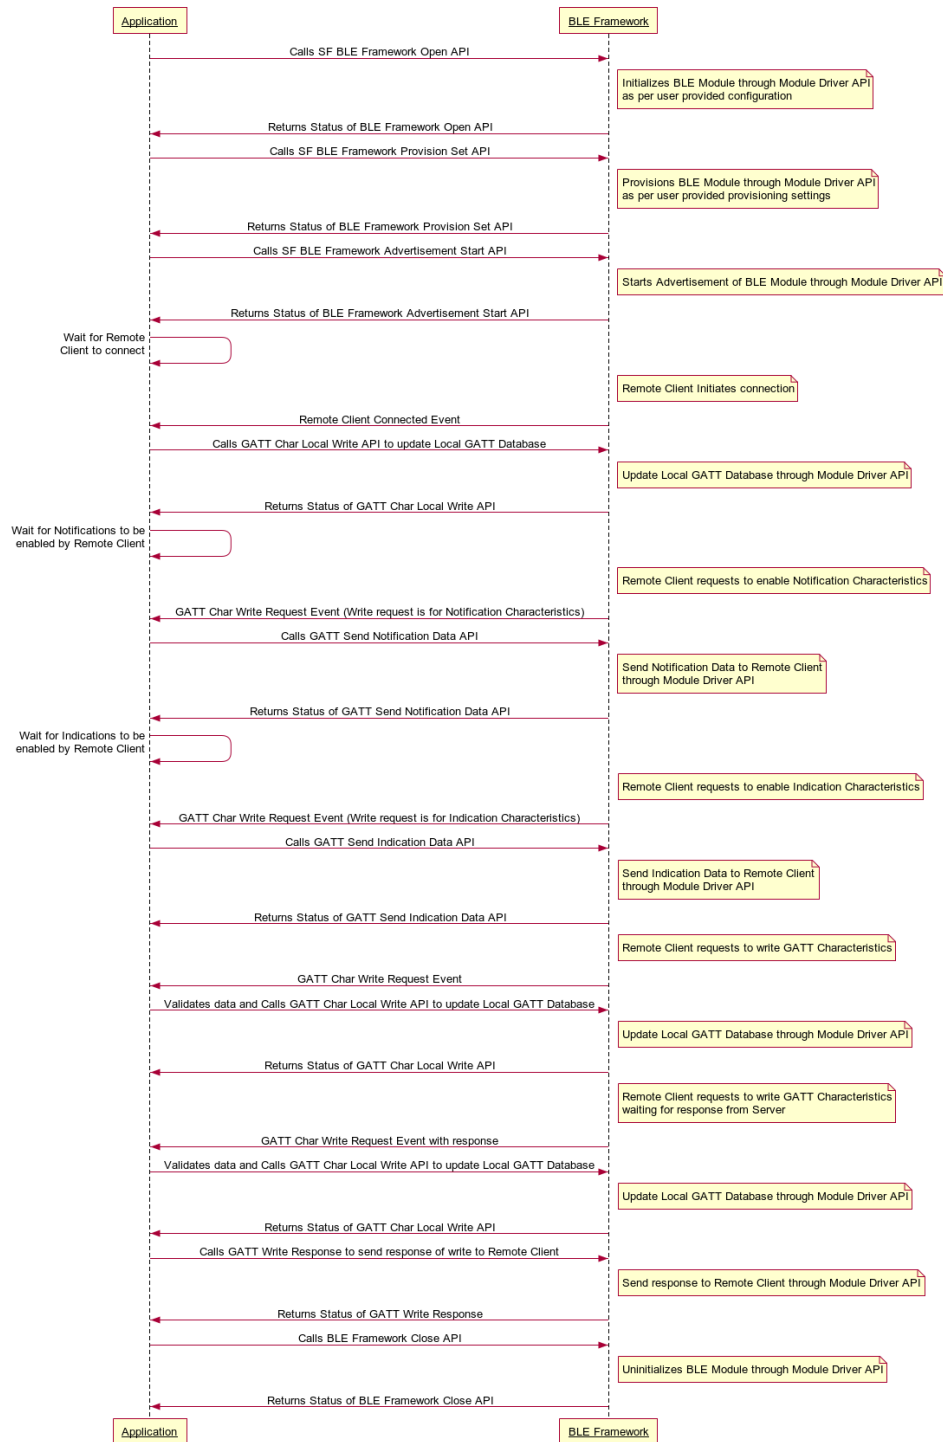 Application
BLE Framework
Calls SF BLE Framework Open API
Initializes BLE Module through Module Driver API
as per user provided configuration
Returns Status of BLE Framework Open API
Calls SF BLE Framework Provision Set API
Provisions BLE Module through Module Driver API
as per user provided provisioning settings
Returns Status of BLE Framework Provision Set API
Calls SF BLE Framework Advertisement Start API
Starts Advertisement of BLE Module through Module Driver API
Returns Status of BLE Framework Advertisement Start API
Wait for Remote
Client to connect
Remote Client Initiates connection
Remote Client Connected Event
Calls GATT Char Local Write API to update Local GATT Database
Update Local GATT Database through Module Driver API
Returns Status of GATT Char Local Write API
Wait for Notifications to be
enabled by Remote Client
Remote Client requests to enable Notification Characteristics
GATT Char Write Request Event (Write request is for Notification Characteristics)
Calls GATT Send Notification Data API
Send Notification Data to Remote Client
through Module Driver API
Returns Status of GATT Send Notification Data API
Wait for Indications to be
enabled by Remote Client
Remote Client requests to enable Indication Characteristics
GATT Char Write Request Event (Write request is for Indication Characteristics)
Calls GATT Send Indication Data API
Send Indication Data to Remote Client
through Module Driver API
Returns Status of GATT Send Indication Data API
Remote Client requests to write GATT Characteristics
GATT Char Write Request Event
Validates data and Calls GATT Char Local Write API to update Local GATT Database
Update Local GATT Database through Module Driver API
Returns Status of GATT Char Local Write API
Remote Client requests to write GATT Characteristics
waiting for response from Server
GATT Char Write Request Event with response
Validates data and Calls GATT Char Local Write API to update Local GATT Database
Update Local GATT Database through Module Driver API
Returns Status of GATT Char Local Write API
Calls GATT Write Response to send response of write to Remote Client
Send response to Remote Client through Module Driver API
Returns Status of GATT Write Response
Calls BLE Framework Close API
Uninitializes BLE Module through Module Driver API
Returns Status of BLE Framework Close API
Application
BLE Framework